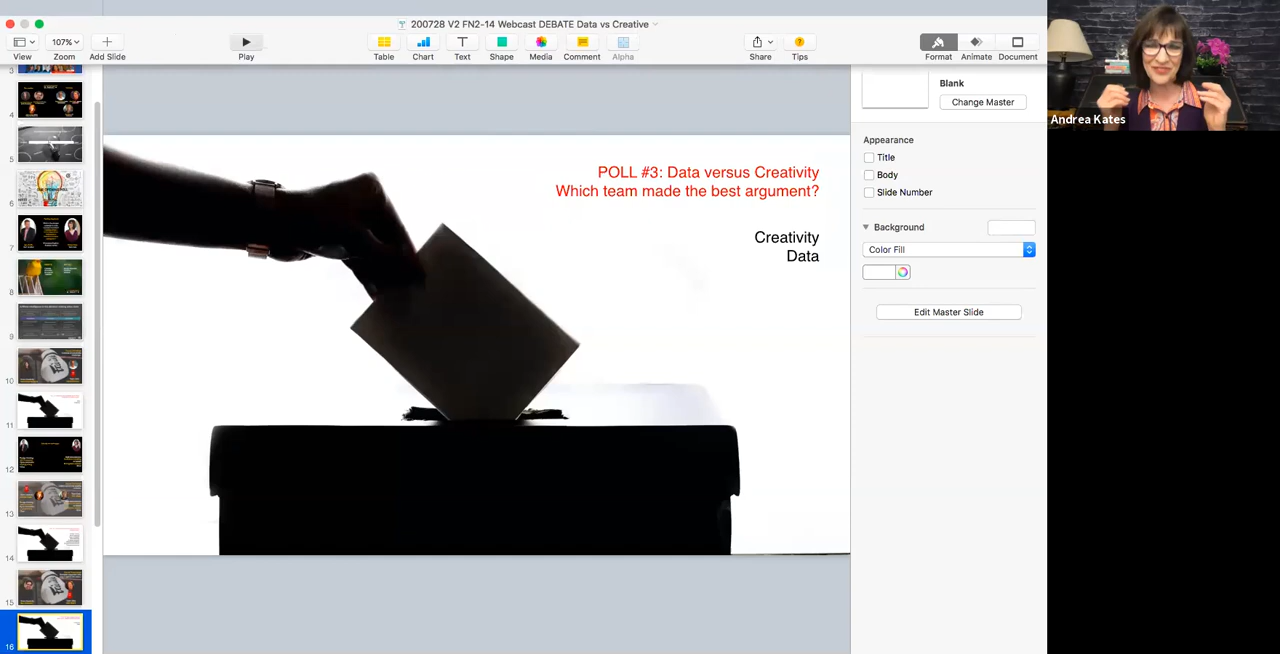 200728 V2 FN2-14 Webcast DEBATE Data vs Creative
107%
View
Zoom
Add Slide
Play
Table
Chart
Text
Shape
Media
Comment
Alpha
Share
Tips
Format
Animate
Document
3
4
5
6
7
8
9
10
11
12
13
14
15
16
POLL #3: Data versus Creativity
Which team made the best argument?
Creativity
Data
Blank
Change Master
Appearance
Title
Body
Slide Number
Background
Color Fill
Edit Master Slide
Andrea Kates